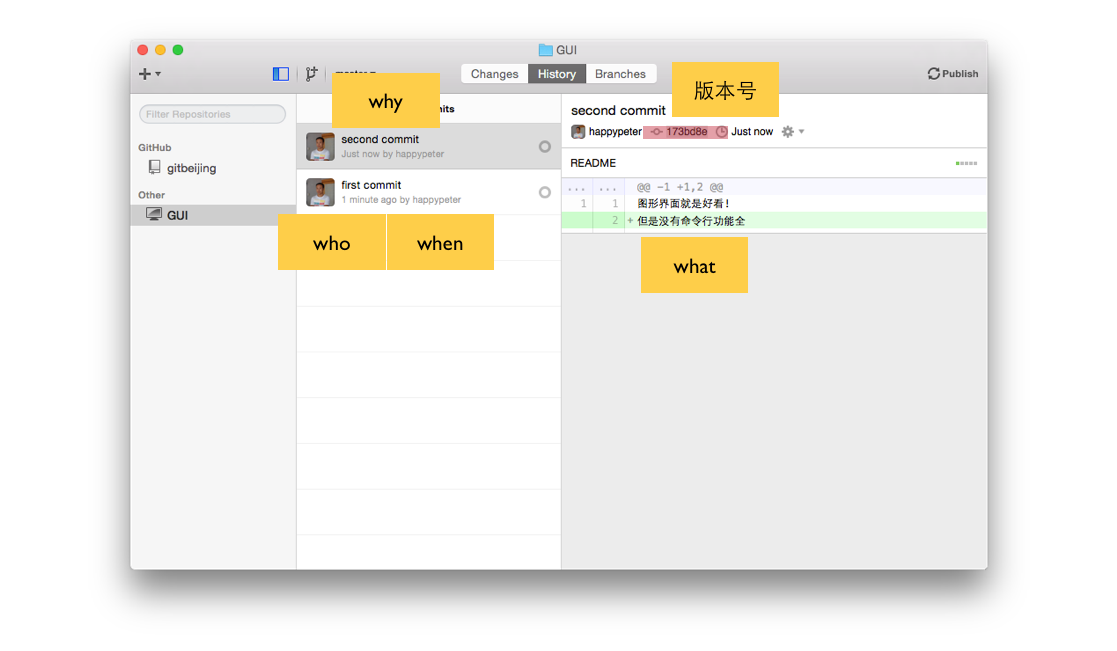 GUI
Changes History Branches
Publish
Filter Repositories
GitHub
gitbeijing
Other
GUI
why
second commit
Just now by happypeter
first commit
1 minute ago by happypeter
who
when
版本号
second commit
happypeter 173bd8e Just now
README
... ... @@ -1 +1,2 @@
1 1 图形界面就是好看!
2 + 但是没有命令行功能全
what